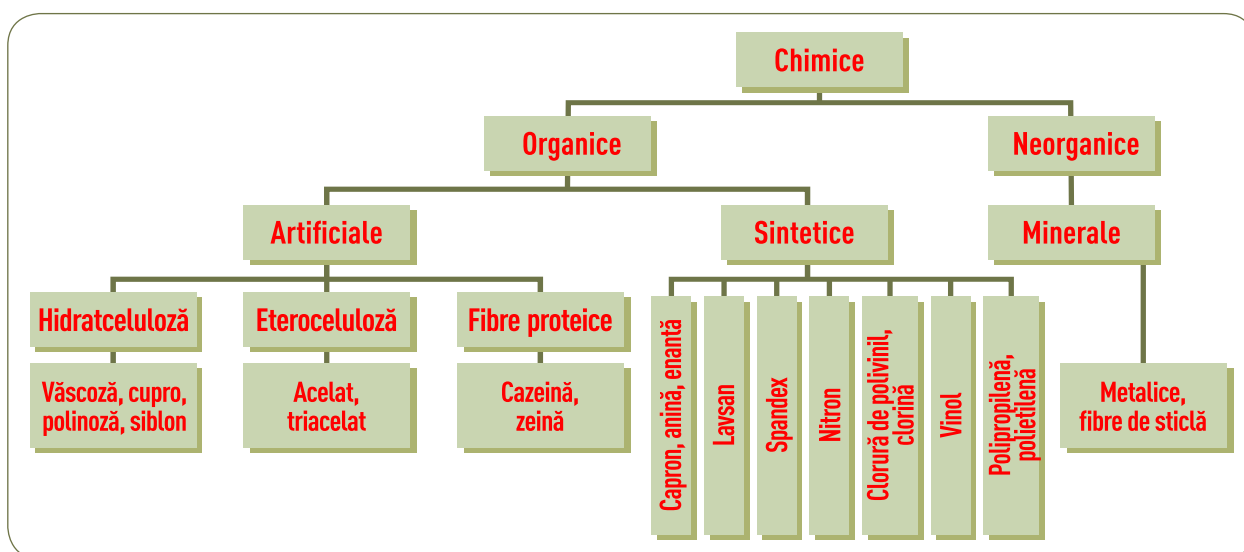 Chimice
Organice
Neorganice
Artificiale
Sintetice
Minerale
Hidratceluloză
Eteroceluloză
Fibre proteice
Văscoză, cupro,
polinoză, siblon
Acelat,
triacelat
Cazeină,
zeină
Capron, anină, enantă
Lavsan
Spandex
Nitron
Clorură de polivinil,
clorină
Vinol
Polipropilenă,
polietilenă
Metalice,
fibre de sticlă